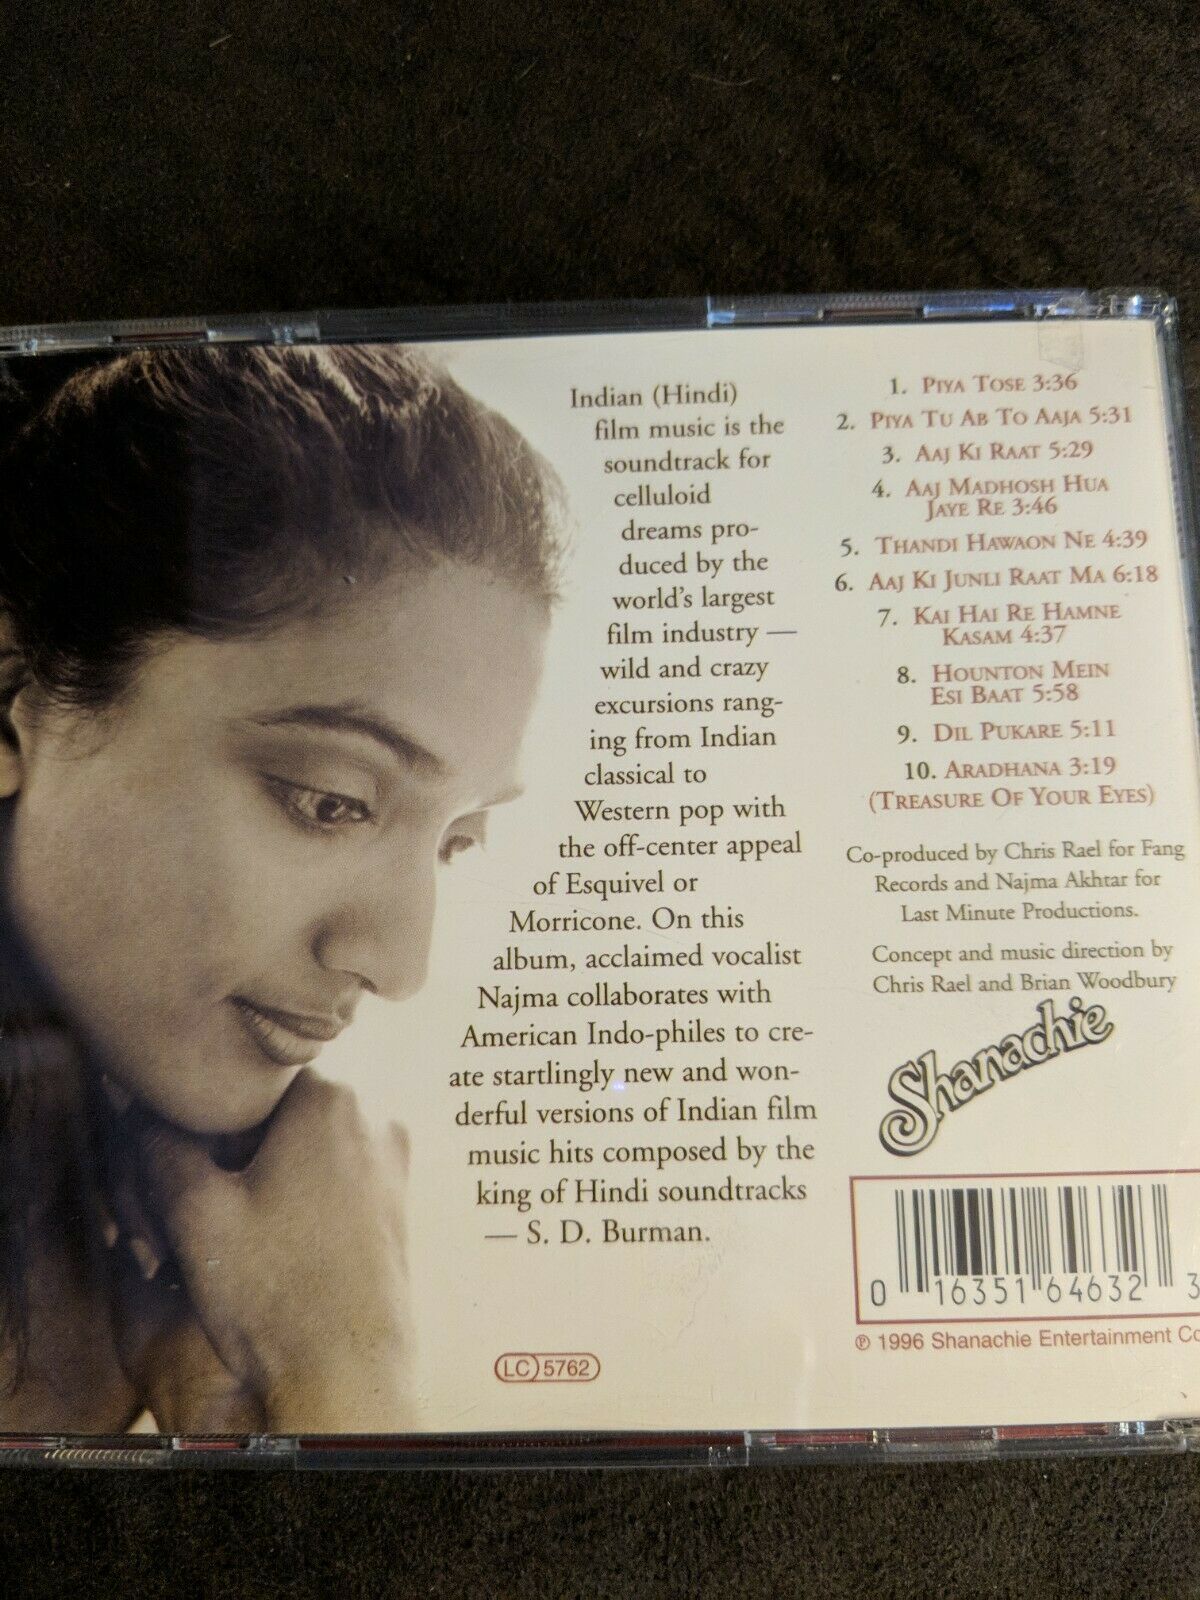 Indian (Hindi)
film music is the
soundtrack for
celluloid
dreams pro-
duced by the
world's largest
film industry —
wild and crazy
excursions rang-
ing from Indian
classical to
Western pop with
the off-center appeal
of Esquivel or
Morricone. On this
album, acclaimed vocalist
Najma collaborates with
American Indo-philes to cre-
ate startlingly new and won-
derful versions of Indian film
music hits composed by the
king of Hindi soundtracks
— S. D. Burman.
LC 5762
1. PIYA TOSE 3:36
2. PIYA TU AB TO AAJA 5:31
3. AAJ KI RAAT 5:29
4. AAJ MADHOSH HUA
JAYE RE 3:46
5. THANDI HAWAON NE 4:39
6. AAJ KI JUNLI RAAT MA 6:18
7. KAI HAI RE HAMNE
KASAM 4:37
8. HOUNTON MEIN
ESI BAAT 5:58
9. DIL PUKARE 5:11
10. ARADHANA 3:19
(TREASURE OF YOUR EYES)
Co-produced by Chris Rael for Fang
Records and Najma Akhtar for
Last Minute Productions.
Concept and music direction by
Chris Rael and Brian Woodbury
Shanachie
0 16351 64632 3
℗ 1996 Shanachie Entertainment Co